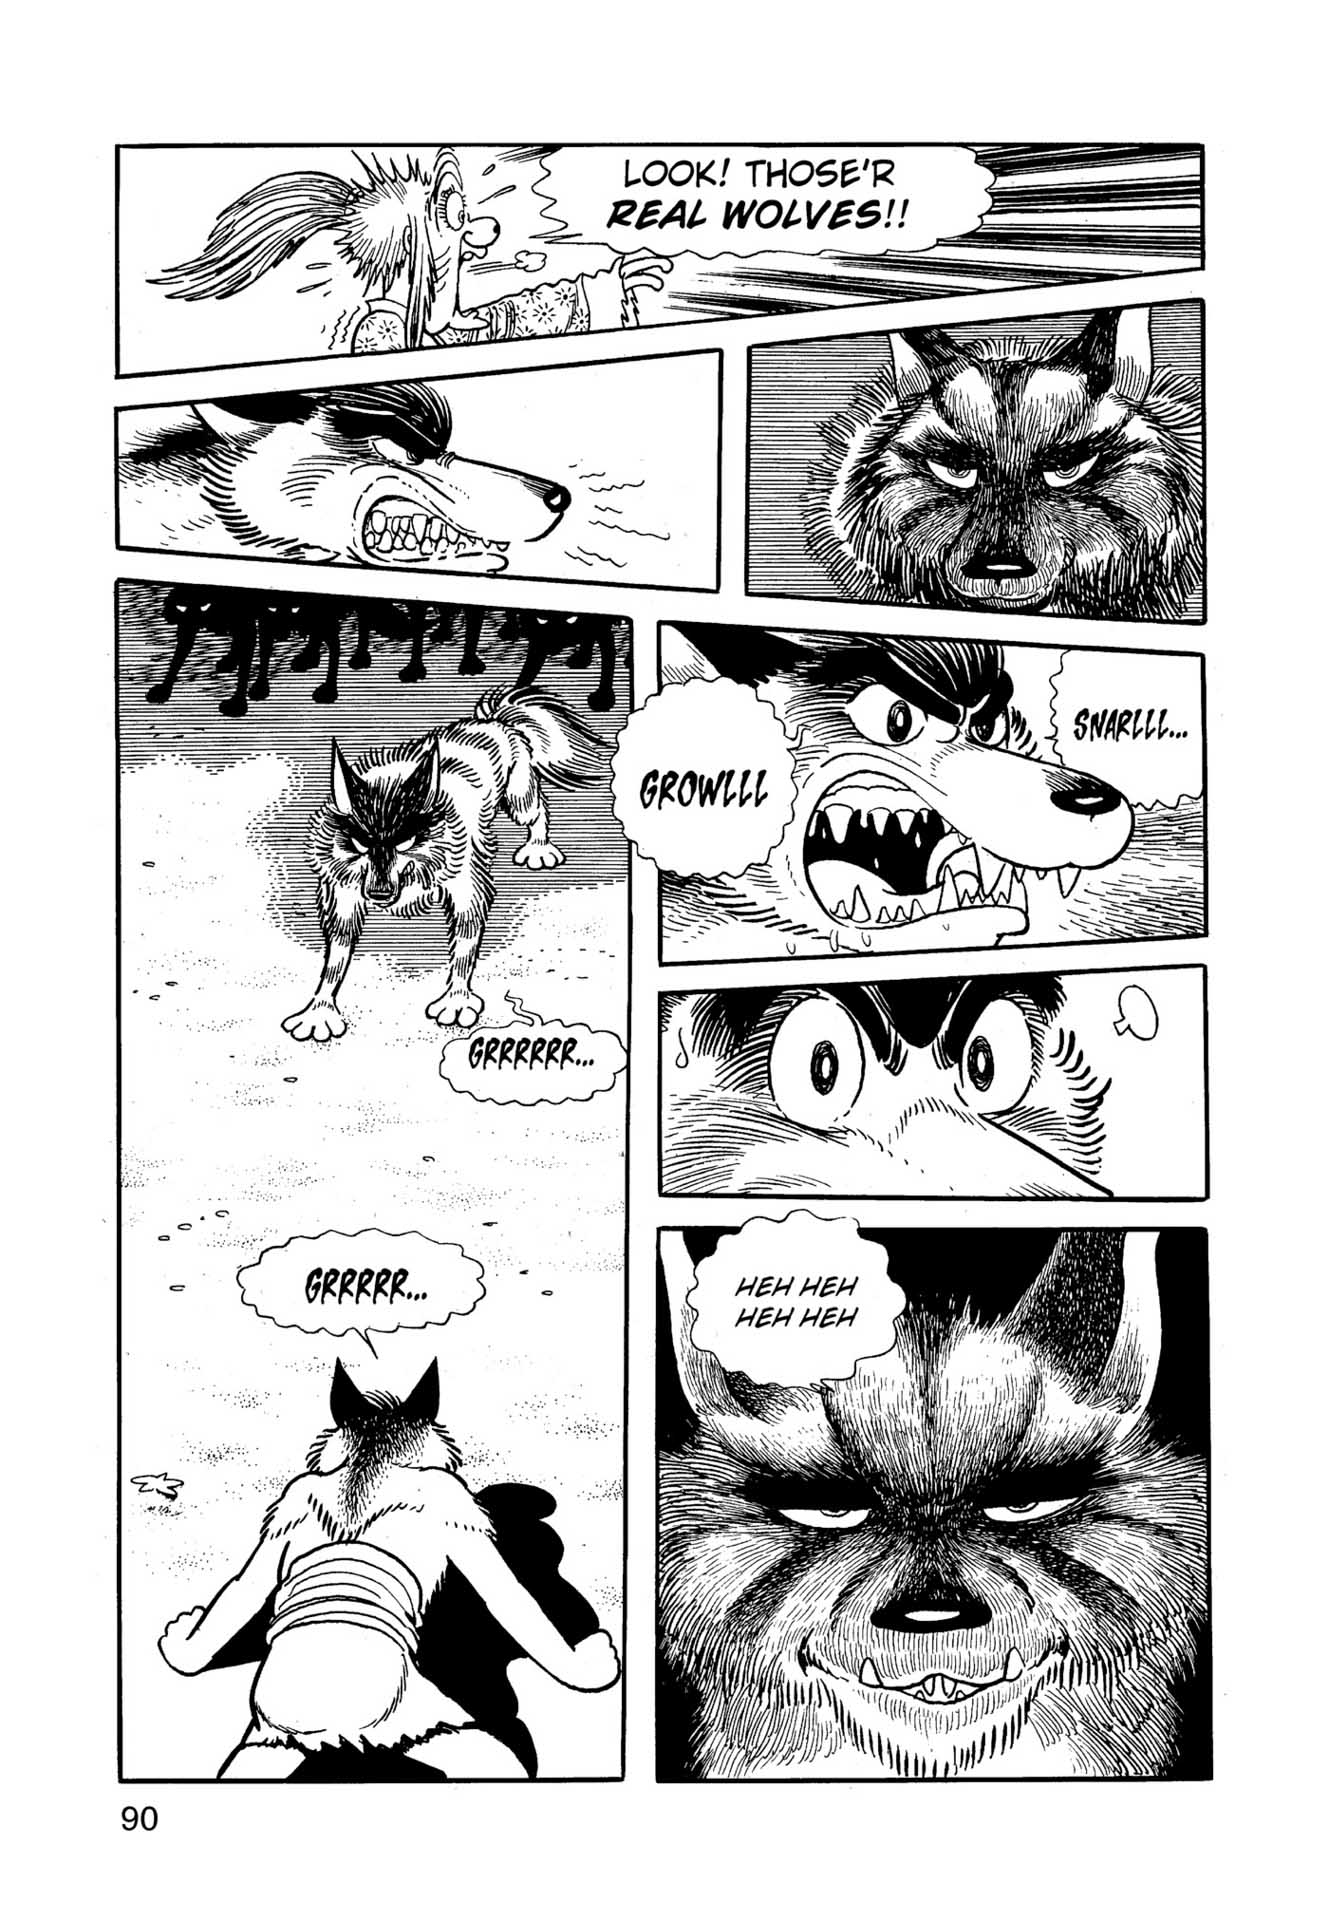 LOOK! THOSE'R
REAL WOLVES!!
GRRRRRR...
GRRRRR...
GROWLLL
SNARLLL...
HEH HEH
HEH HEH
90